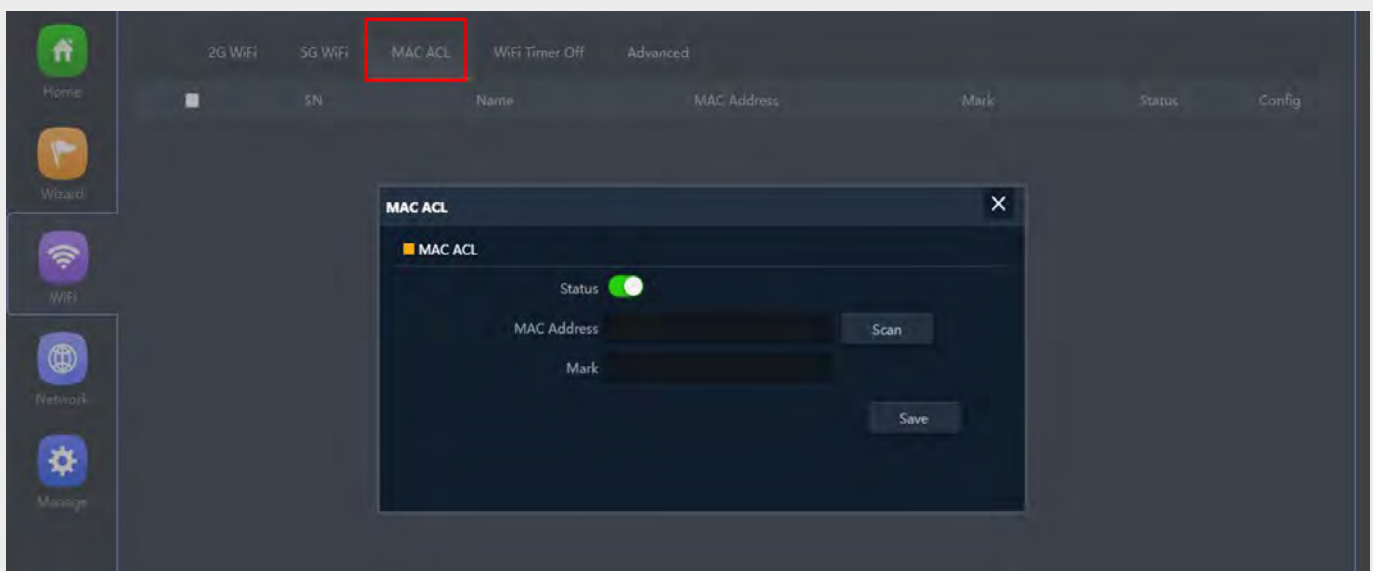 2G WiFi 5G WiFi MAC ACL WiFi Timer Off Advanced
SN Name MAC Address Mark Status Config
Home
Wizard
WiFi
Network
Manage
MAC ACL
MAC ACL
Status
MAC Address Scan
Mark
Save